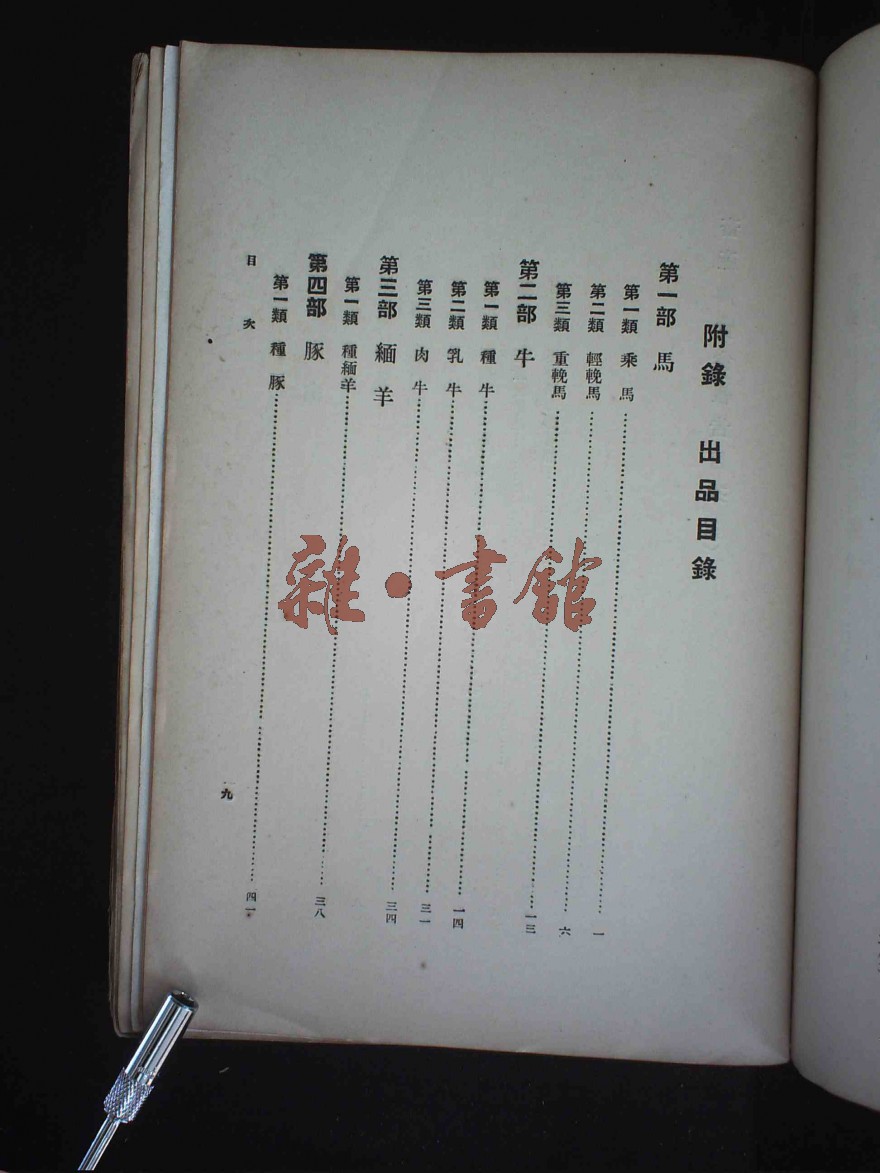 附錄 出品目錄
第一部 馬
第一類 乘馬……一
第二類 輕輓馬……六
第三類 重輓馬……一三
第二部 牛
第一類 種牛……一四
第二類 乳牛……三一
第三類 肉牛……三四
第三部 緬羊
第一類 種緬羊……三八
第四部 豚
第一類 種豚……四一
目次
九
雜·書館